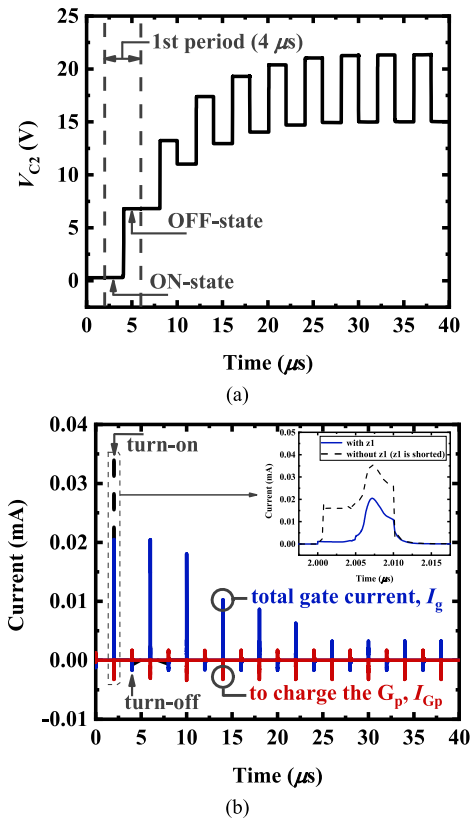 1st period (4 μs)
V_C2 (V)
25
20
15
10
5
0
OFF-state
ON-state
0 5 10 15 20 25 30 35 40
Time (μs)
(a)
Current (mA)
0.04
0.03
0.02
0.01
0.00
-0.01
turn-on
turn-off
with z1
without z1 (z1 is shorted)
Current (mA)
0.05
0.04
0.03
0.02
0.01
0.00
2.000 2.005 2.010 2.015
Time (μs)
total gate current, I_g
to charge the G_p, I_Gp
0 5 10 15 20 25 30 35 40
Time (μs)
(b)